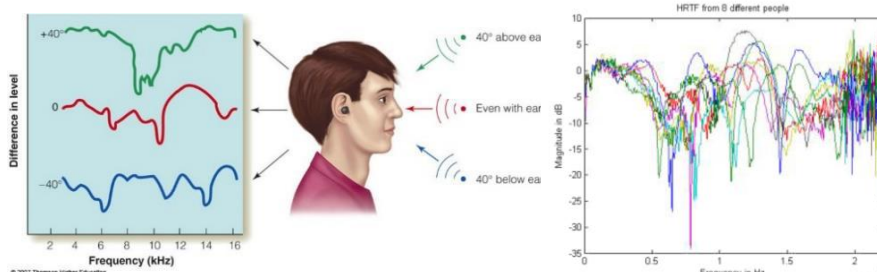 Difference in level
+40°
0
−40°
2 4 6 8 10 12 14 16
Frequency (kHz)
40° above ea
Even with ear
40° below ea
HRTF from 8 different people
Magnitude in dB
10
5
0
-5
-10
-15
-20
-25
-30
-35
0 0.5 1 1.5 2